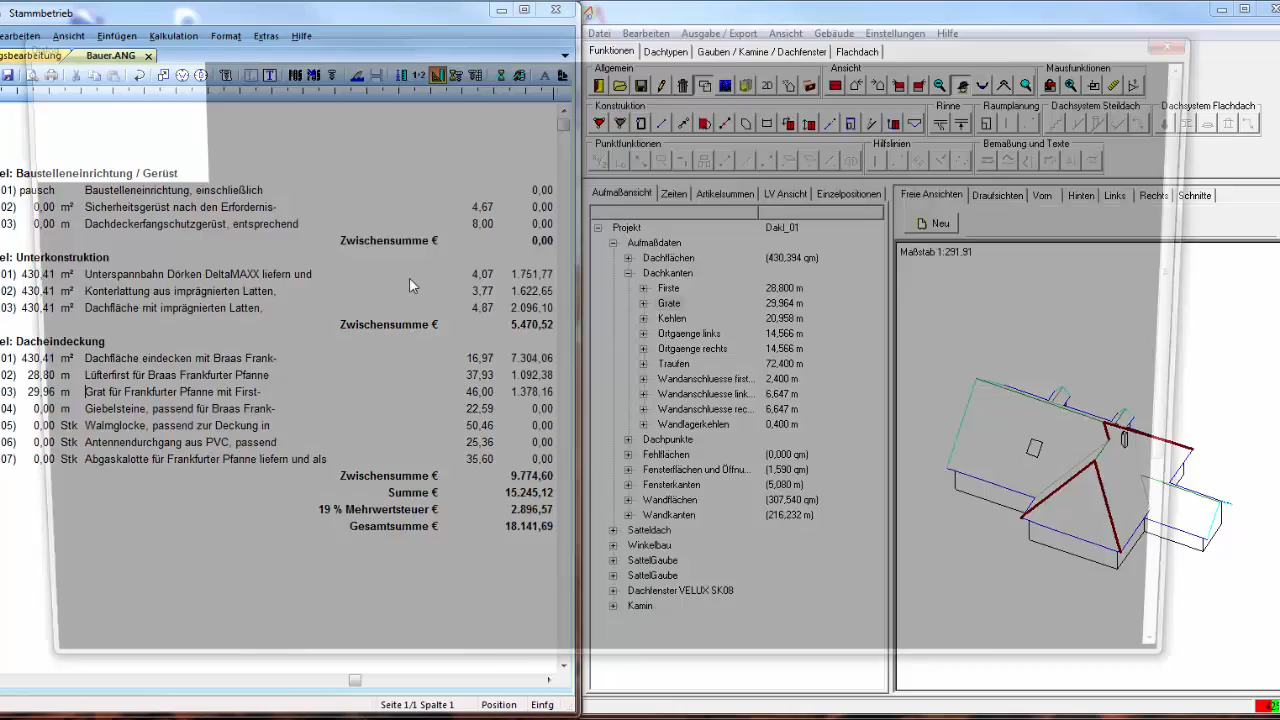 Stammbetrieb
earbeiten Ansicht Einfügen Kalkulation Format Extras Hilfe
gsbearbeitung Bauer.ANG
el: Baustelleneinrichtung / Gerüst
01) pausch Baustelleneinrichtung, einschließlich 0,00
02) 0,00 m² Sicherheitsgerüst nach den Erfordernis- 4,67 0,00
03) 0,00 m Dachdeckerfangschutzgerüst, entsprechend 8,00 0,00
Zwischensumme € 0,00
el: Unterkonstruktion
01) 430,41 m² Unterspannbahn Dörken DeltaMAXX liefern und 4,07 1.751,77
02) 430,41 m² Konterlattung aus imprägnierten Latten, 3,77 1.622,65
03) 430,41 m² Dachfläche mit imprägnierten Latten, 4,87 2.096,10
Zwischensumme € 5.470,52
el: Dacheindeckung
01) 430,41 m² Dachfläche eindecken mit Braas Frank- 16,97 7.304,06
02) 28,80 m Lüfterfirst für Braas Frankfurter Pfanne 37,93 1.092,38
03) 29,96 m Grat für Frankfurter Pfanne mit First- 46,00 1.378,16
04) 0,00 m Giebelsteine, passend für Braas Frank- 22,59 0,00
05) 0,00 Stk Walmglocke, passend zur Deckung in 50,46 0,00
06) 0,00 Stk Antennendurchgang aus PVC, passend 25,36 0,00
07) 0,00 Stk Abgaskalotte für Frankfurter Pfanne liefern und als 35,60 0,00
Zwischensumme € 9.774,60
Summe € 15.245,12
19 % Mehrwertsteuer € 2.896,57
Gesamtsumme € 18.141,69
Seite 1/1 Spalte 1 Position Einfg
Datei Bearbeiten Ausgabe / Export Ansicht Gebäude Einstellungen Hilfe
Funktionen Dachtypen Gauben / Kamine / Dachfenster Flachdach
Allgemein Ansicht Mausfunktionen
Konstruktion Rinne Raumplanung Dachsystem Steildach Dachsystem Flachdach
Punktfunktionen Hilfslinien Bemaßung und Texte
Aufmaßansicht Zeiten Artikelsummen LV Ansicht Einzelpositionen
Projekt Dakl_01
Aufmaßdaten
Dachflächen (430,394 qm)
Dachkanten
Firste 28,800 m
Grate 29,964 m
Kehlen 20,958 m
Ortgaenge links 14,566 m
Ortgaenge rechts 14,566 m
Traufen 72,400 m
Wandanschluesse first... 2,400 m
Wandanschluesse link... 6,647 m
Wandanschluesse rec... 6,647 m
Wandlagerkehlen 0,400 m
Dachpunkte
Fehlflächen (0,000 qm)
Fensterflächen und Öffnu... (1,590 qm)
Fensterkanten (5,080 m)
Wandflächen (307,540 qm)
Wandkanten (216,232 m)
Satteldach
Winkelbau
SattelGaube
SattelGaube
Dachfenster VELUX SK08
Kamin
Freie Ansichten Draufsichten Vorn Hinten Links Rechts Schnitte
Neu
Maßstab 1:291.91